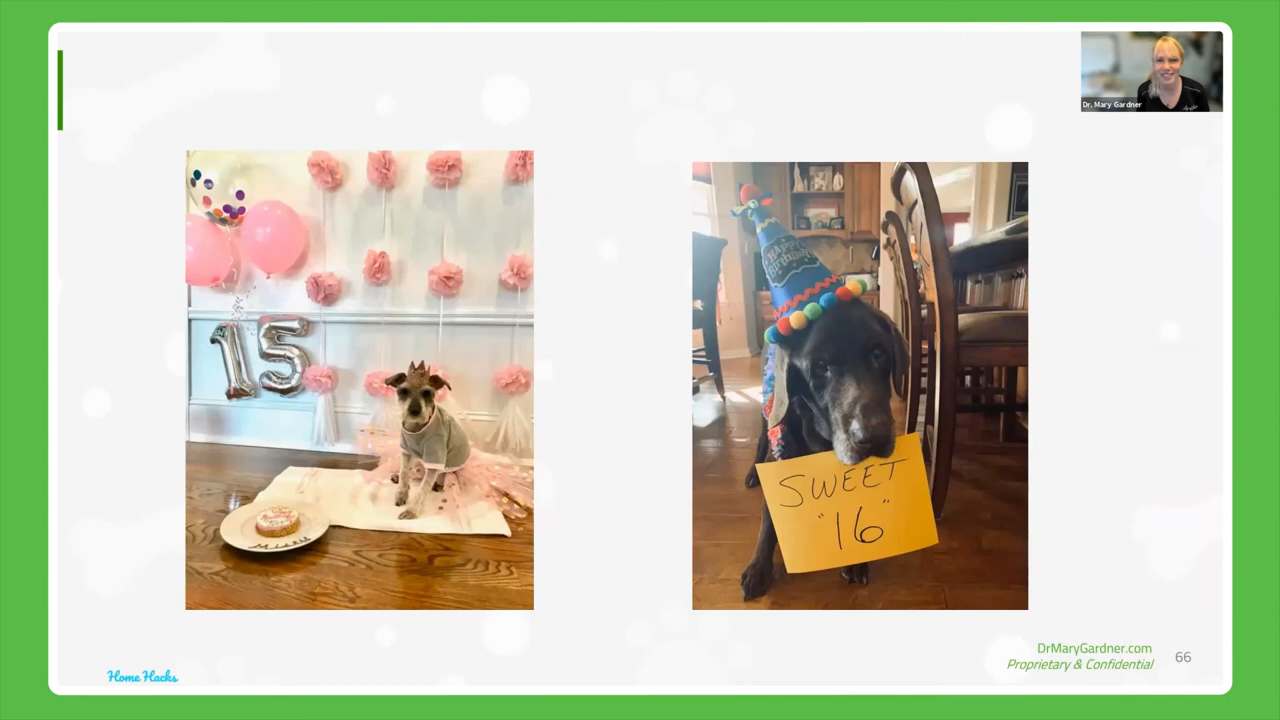 Dr. Mary Gardner
15
HAPPY
Birthday
SWEET
"16"
DrMaryGardner.com
Proprietary & Confidential
66
Home Hacks